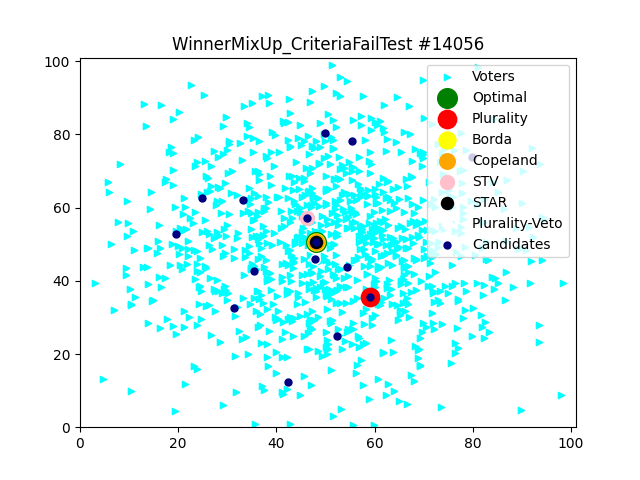 WinnerMixUp_CriteriaFailTest #14056
100
80
60
40
20
0
0
20
40
60
80
100
Voters
Optimal
Plurality
Borda
Copeland
STV
STAR
Plurality-Veto
Candidates